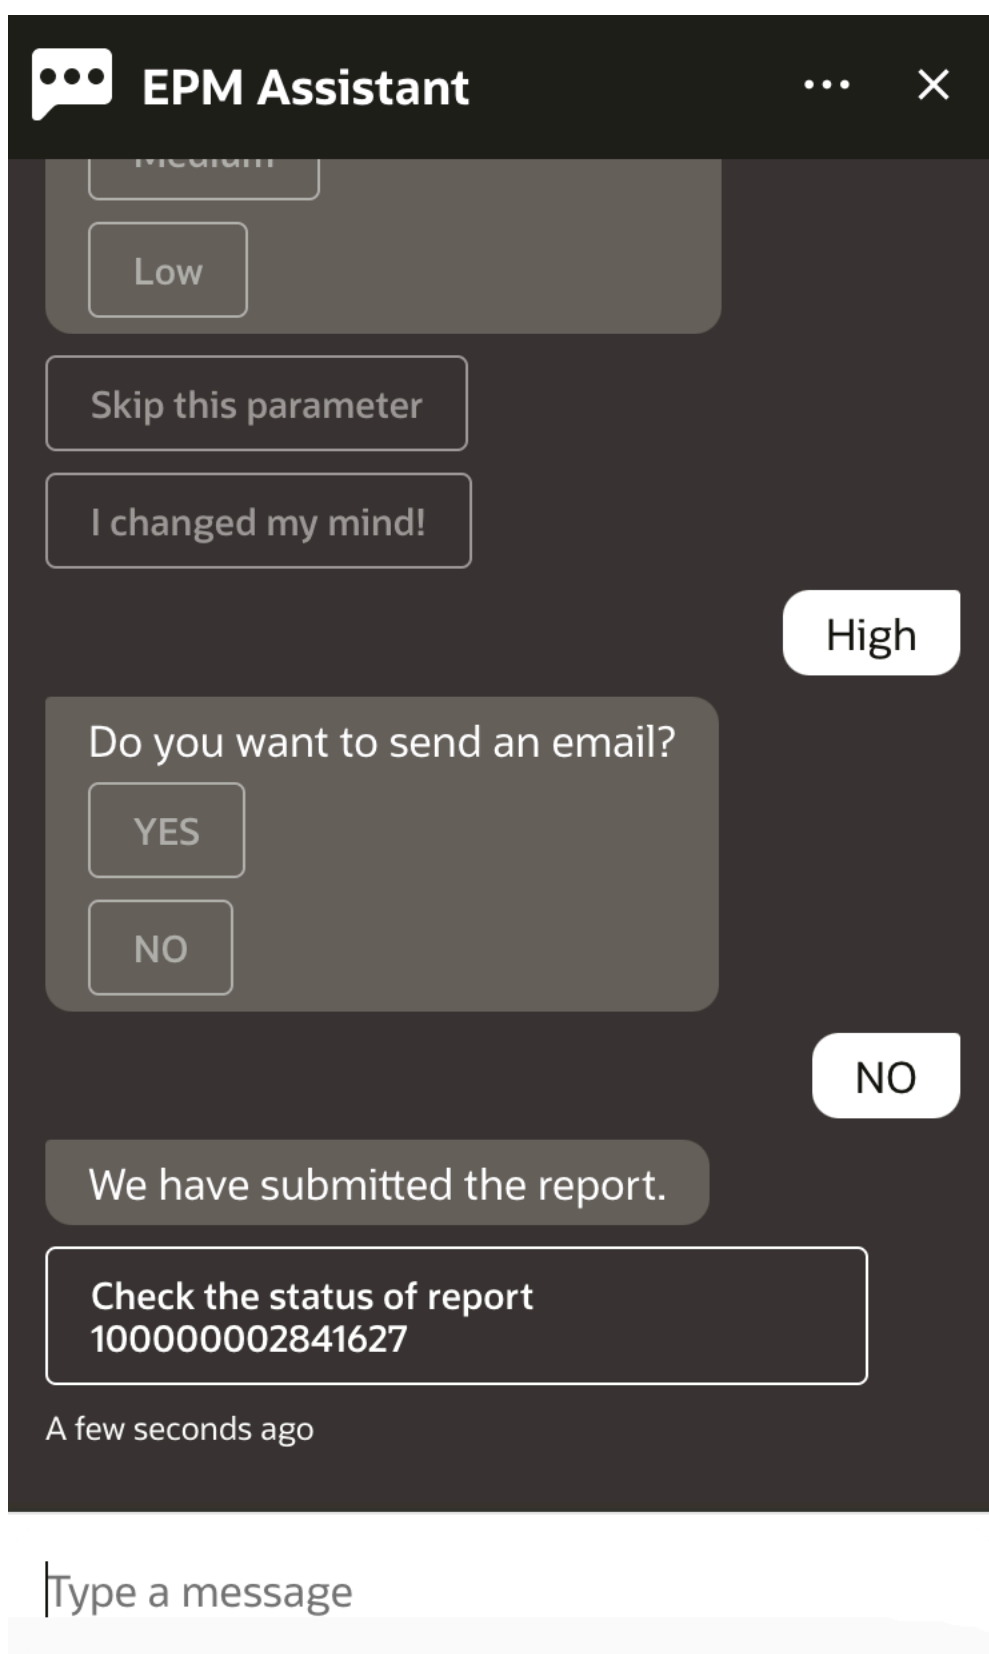 EPM Assistant
Medium
Low
Skip this parameter
I changed my mind!
High
Do you want to send an email?
YES
NO
NO
We have submitted the report.
Check the status of report
100000002841627
A few seconds ago
Type a message